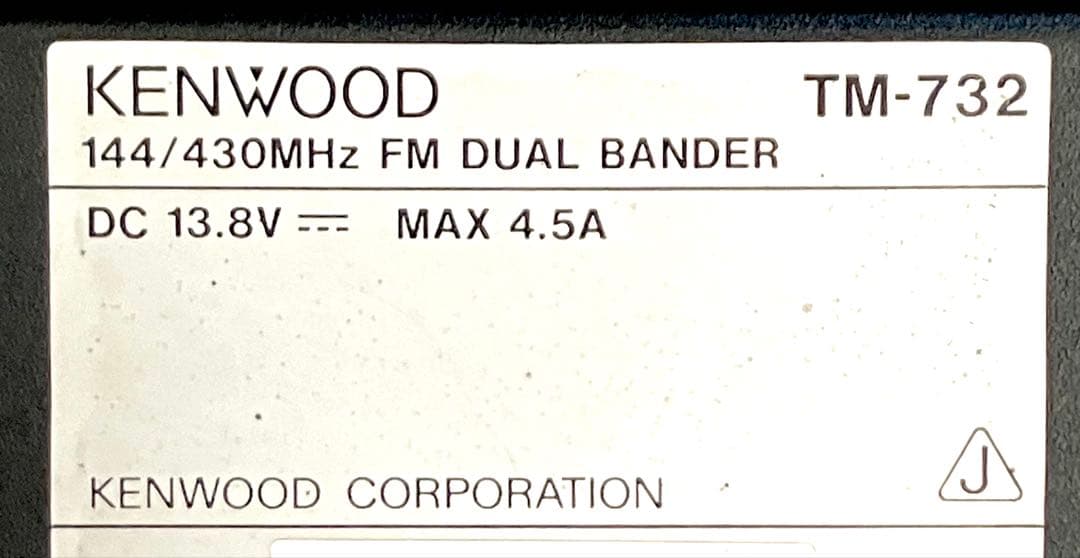 KENWOOD TM-732
144/430MHz FM DUAL BANDER
DC 13.8V ⎓ MAX 4.5A
KENWOOD CORPORATION J